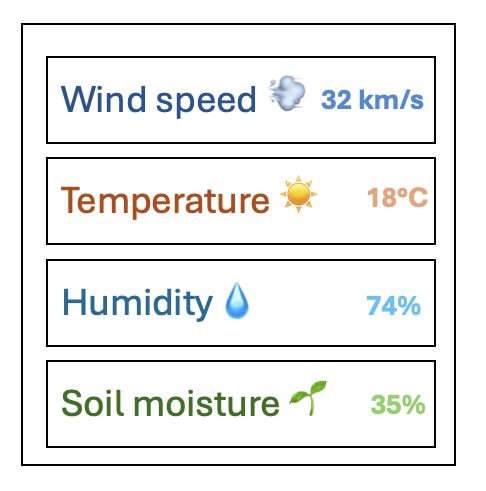 Wind speed 💨 32 km/s
Temperature ☀️ 18°C
Humidity 💧 74%
Soil moisture 🌱 35%